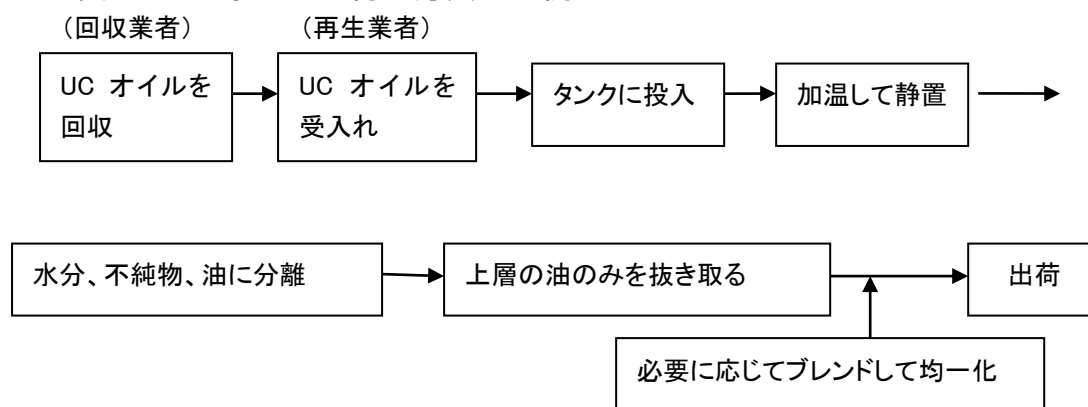 （回収業者）
（再生業者）
UC オイルを
回収
UC オイルを
受入れ
タンクに投入
加温して静置
水分、不純物、油に分離
上層の油のみを抜き取る
出荷
必要に応じてブレンドして均一化